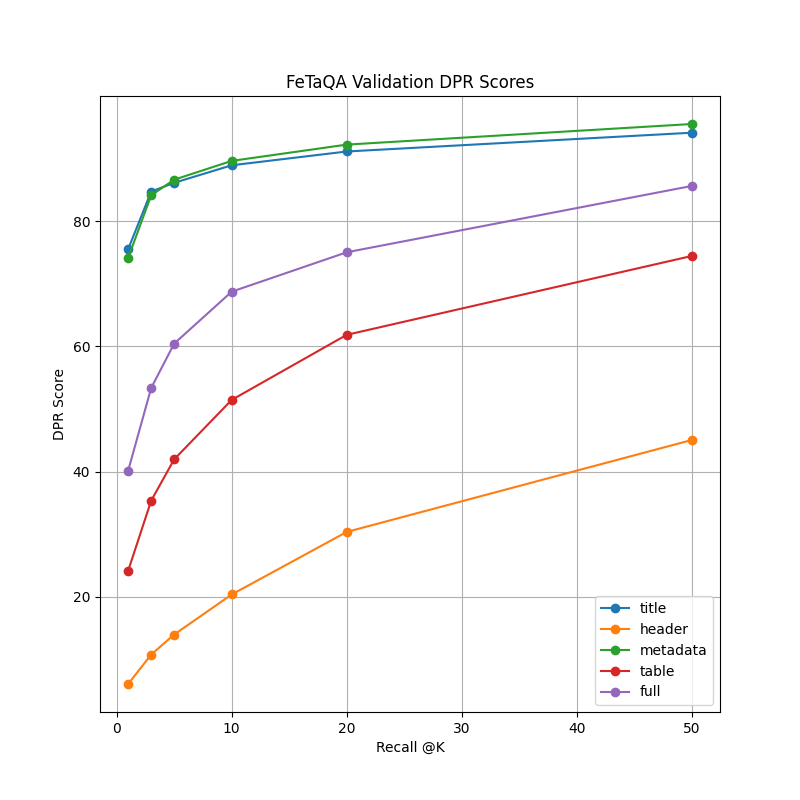 FeTaQA Validation DPR Scores
DPR Score
80
60
40
20
0 10 20 30 40 50
Recall @K
title
header
metadata
table
full